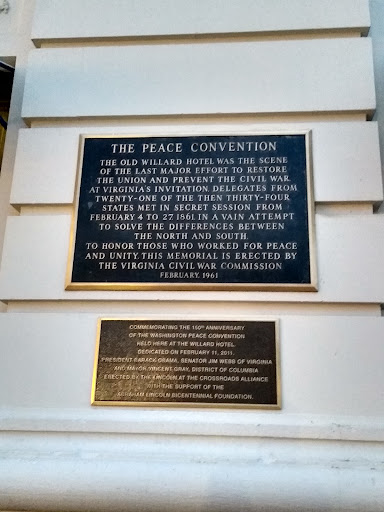 THE PEACE CONVENTION
THE OLD WILLARD HOTEL WAS THE SCENE
OF THE LAST MAJOR EFFORT TO RESTORE
THE UNION AND PREVENT THE CIVIL WAR.
AT VIRGINIA'S INVITATION, DELEGATES FROM
TWENTY-ONE OF THE THEN THIRTY-FOUR
STATES MET IN SECRET SESSION FROM
FEBRUARY 4 TO 27 1861 IN A VAIN ATTEMPT
TO SOLVE THE DIFFERENCES BETWEEN
THE NORTH AND SOUTH.
TO HONOR THOSE WHO WORKED FOR PEACE
AND UNITY, THIS MEMORIAL IS ERECTED BY
THE VIRGINIA CIVIL WAR COMMISSION
FEBRUARY, 1961
COMMEMORATING THE 150TH ANNIVERSARY
OF THE WASHINGTON PEACE CONVENTION
HELD HERE AT THE WILLARD HOTEL.
DEDICATED ON FEBRUARY 11, 2011.
PRESIDENT BARACK OBAMA, SENATOR JIM WEBB OF VIRGINIA
AND MAYOR VINCENT GRAY, DISTRICT OF COLUMBIA
ERECTED BY THE LINCOLN AT THE CROSSROADS ALLIANCE
WITH THE SUPPORT OF THE
ABRAHAM LINCOLN BICENTENNIAL FOUNDATION.